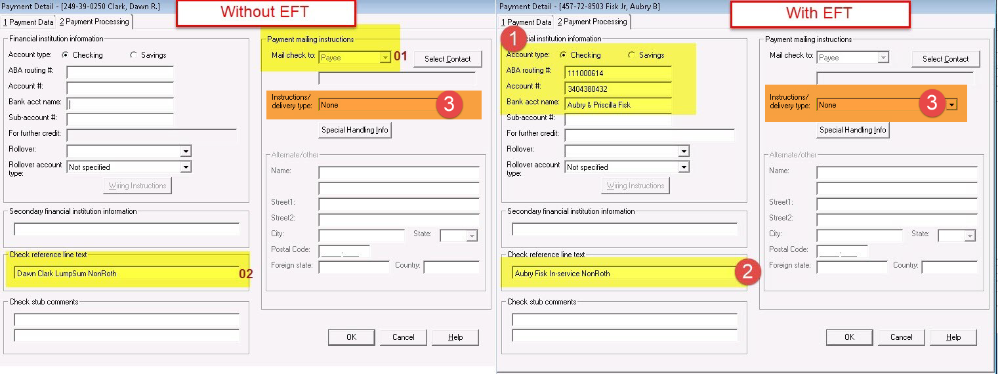 Payment Detail - [249-39-0250 Clark, Dawn R.]
Without EFT
1 Payment Data
2 Payment Processing
Financial institution information
Account type:
Checking
Savings
ABA routing #:
Account #:
Bank acct name:
Sub-account #:
For further credit:
Rollover:
Rollover account
type:
Not specified
Wiring Instructions
Secondary financial institution information
Check reference line text
Dawn Clark LumpSum NonRoth
02
Check stub comments
Payment mailing instructions
Mail check to:
Payee
01
Select Contact
Instructions/
delivery type:
None
3
Special Handling Info
Alternate/other
Name:
Street1:
Street2:
City:
State:
Postal Code:
_____-____
Foreign state:
Country:
OK
Cancel
Help
Payment Detail - [457-72-8503 Fisk Jr, Aubry B]
With EFT
1 Payment Data
2 Payment Processing
1
cial institution information
Account type:
Checking
Savings
ABA routing #:
111000614
Account #:
3404380432
Bank acct name:
Aubry & Priscilla Fisk
Sub-account #:
For further credit:
Rollover:
Rollover account
type:
Not specified
Wiring Instructions
Secondary financial institution information
Check reference line text
Aubry Fisk In-service NonRoth
2
Check stub comments
Payment mailing instructions
Mail check to:
Payee
Select Contact
Instructions/
delivery type:
None
3
Special Handling Info
Alternate/other
Name:
Street1:
Street2:
City:
State:
Postal Code:
_____-____
Foreign state:
Country:
OK
Cancel
Help